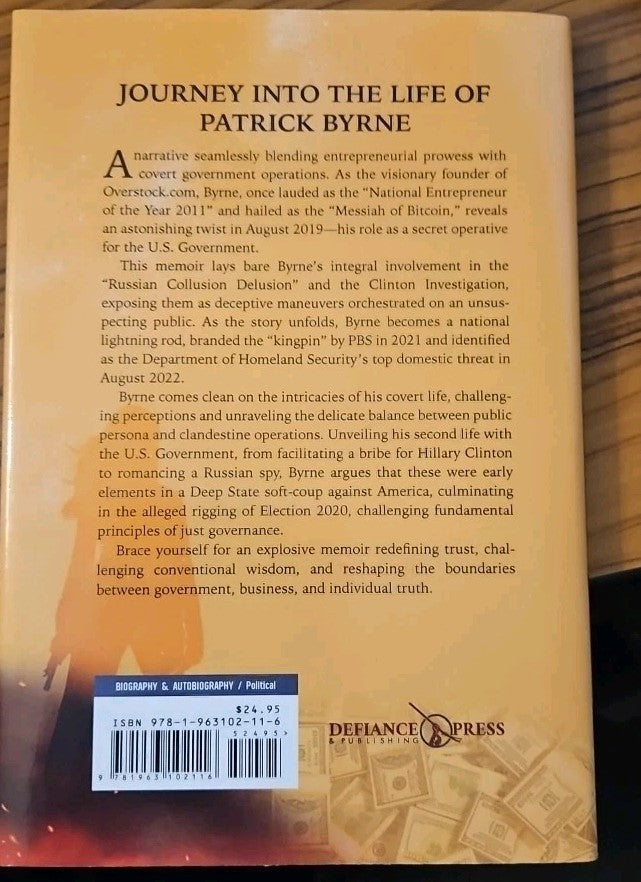 JOURNEY INTO THE LIFE OF
PATRICK BYRNE
A narrative seamlessly blending entrepreneurial prowess with
covert government operations. As the visionary founder of
Overstock.com, Byrne, once lauded as the “National Entrepreneur
of the Year 2011” and hailed as the “Messiah of Bitcoin,” reveals
an astonishing twist in August 2019—his role as a secret operative
for the U.S. Government.
This memoir lays bare Byrne’s integral involvement in the
“Russian Collusion Delusion” and the Clinton Investigation,
exposing them as deceptive maneuvers orchestrated on an unsus-
pecting public. As the story unfolds, Byrne becomes a national
lightning rod, branded the “kingpin” by PBS in 2021 and identified
as the Department of Homeland Security’s top domestic threat in
August 2022.
Byrne comes clean on the intricacies of his covert life, challeng-
ing perceptions and unraveling the delicate balance between public
persona and clandestine operations. Unveiling his second life with
the U.S. Government, from facilitating a bribe for Hillary Clinton
to romancing a Russian spy, Byrne argues that these were early
elements in a Deep State soft-coup against America, culminating
in the alleged rigging of Election 2020, challenging fundamental
principles of just governance.
Brace yourself for an explosive memoir redefining trust, chal-
lenging conventional wisdom, and reshaping the boundaries
between government, business, and individual truth.
BIOGRAPHY & AUTOBIOGRAPHY / Political
$24.95
ISBN 978-1-963102-11-6
52495>
9 781963 102116
DEFIANCE PRESS
& PUBLISHING